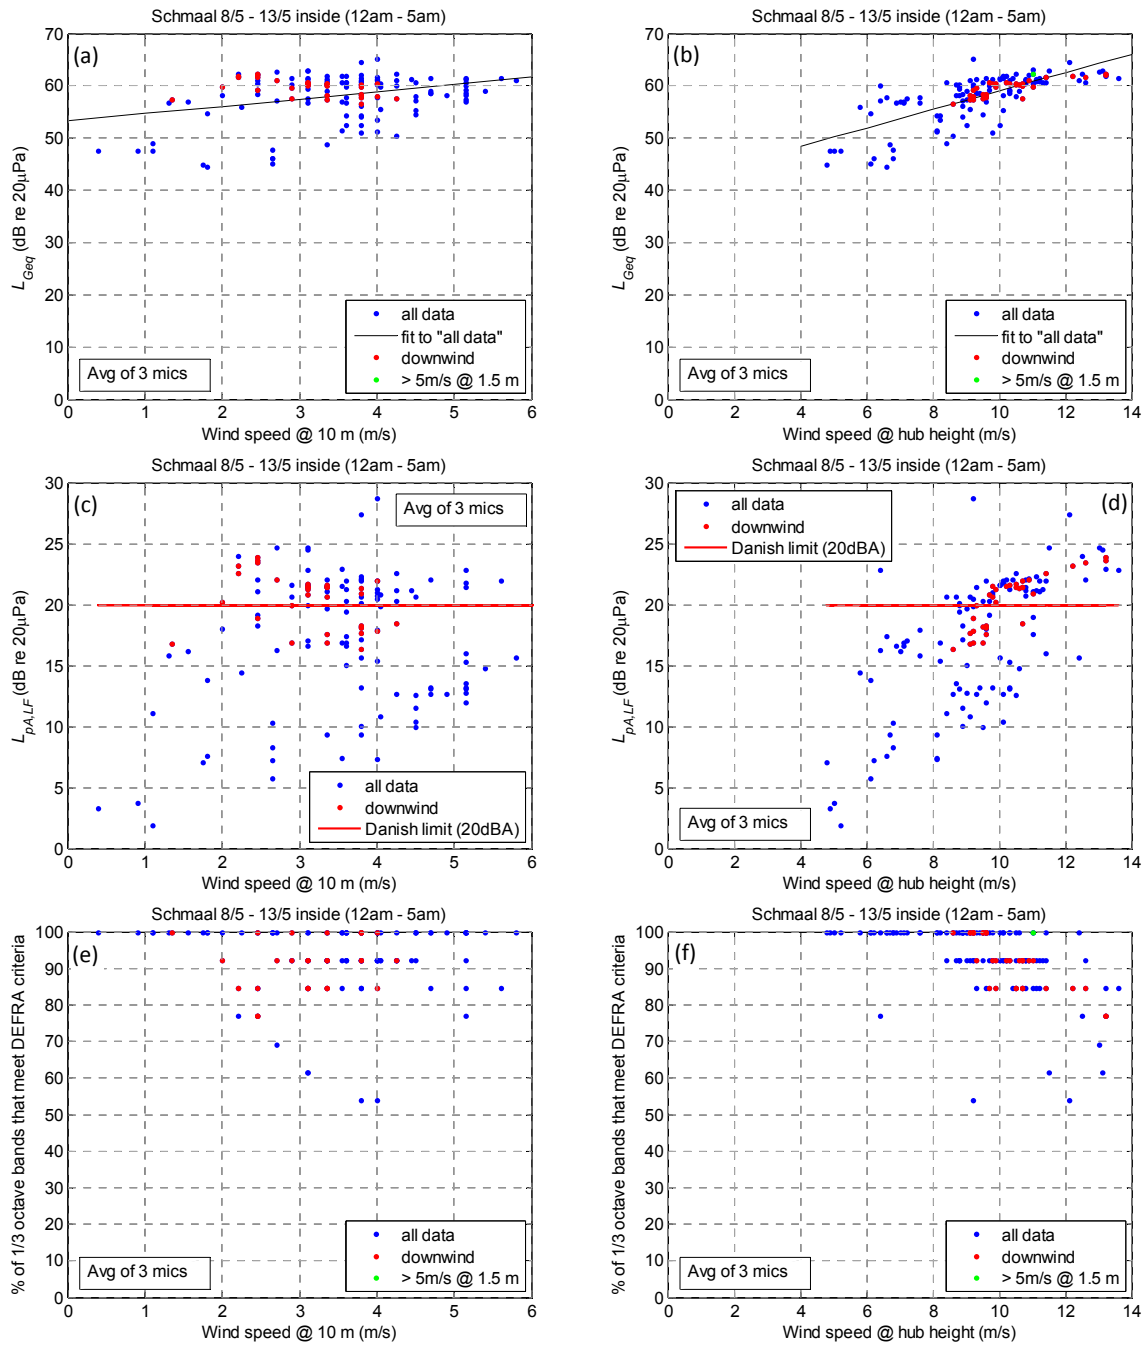 Schmaal 8/5 - 13/5 inside (12am - 5am)
(a)
70
60
50
40
30
20
10
0
L_Geq (dB re 20µPa)
all data
fit to "all data"
downwind
> 5m/s @ 1.5 m
Avg of 3 mics
0 1 2 3 4 5 6
Wind speed @ 10 m (m/s)
Schmaal 8/5 - 13/5 inside (12am - 5am)
(b)
70
60
50
40
30
20
10
0
L_Geq (dB re 20µPa)
all data
fit to "all data"
downwind
> 5m/s @ 1.5 m
Avg of 3 mics
0 2 4 6 8 10 12 14
Wind speed @ hub height (m/s)
Schmaal 8/5 - 13/5 inside (12am - 5am)
(c)
Avg of 3 mics
30
25
20
15
10
5
0
L_pA,LF (dB re 20µPa)
all data
downwind
Danish limit (20dBA)
0 1 2 3 4 5 6
Wind speed @ 10 m (m/s)
Schmaal 8/5 - 13/5 inside (12am - 5am)
(d)
all data
downwind
Danish limit (20dBA)
30
25
20
15
10
5
0
L_pA,LF (dB re 20µPa)
Avg of 3 mics
0 2 4 6 8 10 12 14
Wind speed @ hub height (m/s)
Schmaal 8/5 - 13/5 inside (12am - 5am)
(e)
100
90
80
70
60
50
40
30
20
10
0
% of 1/3 octave bands that meet DEFRA criteria
all data
downwind
> 5m/s @ 1.5 m
Avg of 3 mics
0 1 2 3 4 5 6
Wind speed @ 10 m (m/s)
Schmaal 8/5 - 13/5 inside (12am - 5am)
(f)
100
90
80
70
60
50
40
30
20
10
0
% of 1/3 octave bands that meet DEFRA criteria
all data
downwind
> 5m/s @ 1.5 m
Avg of 3 mics
0 2 4 6 8 10 12 14
Wind speed @ hub height (m/s)